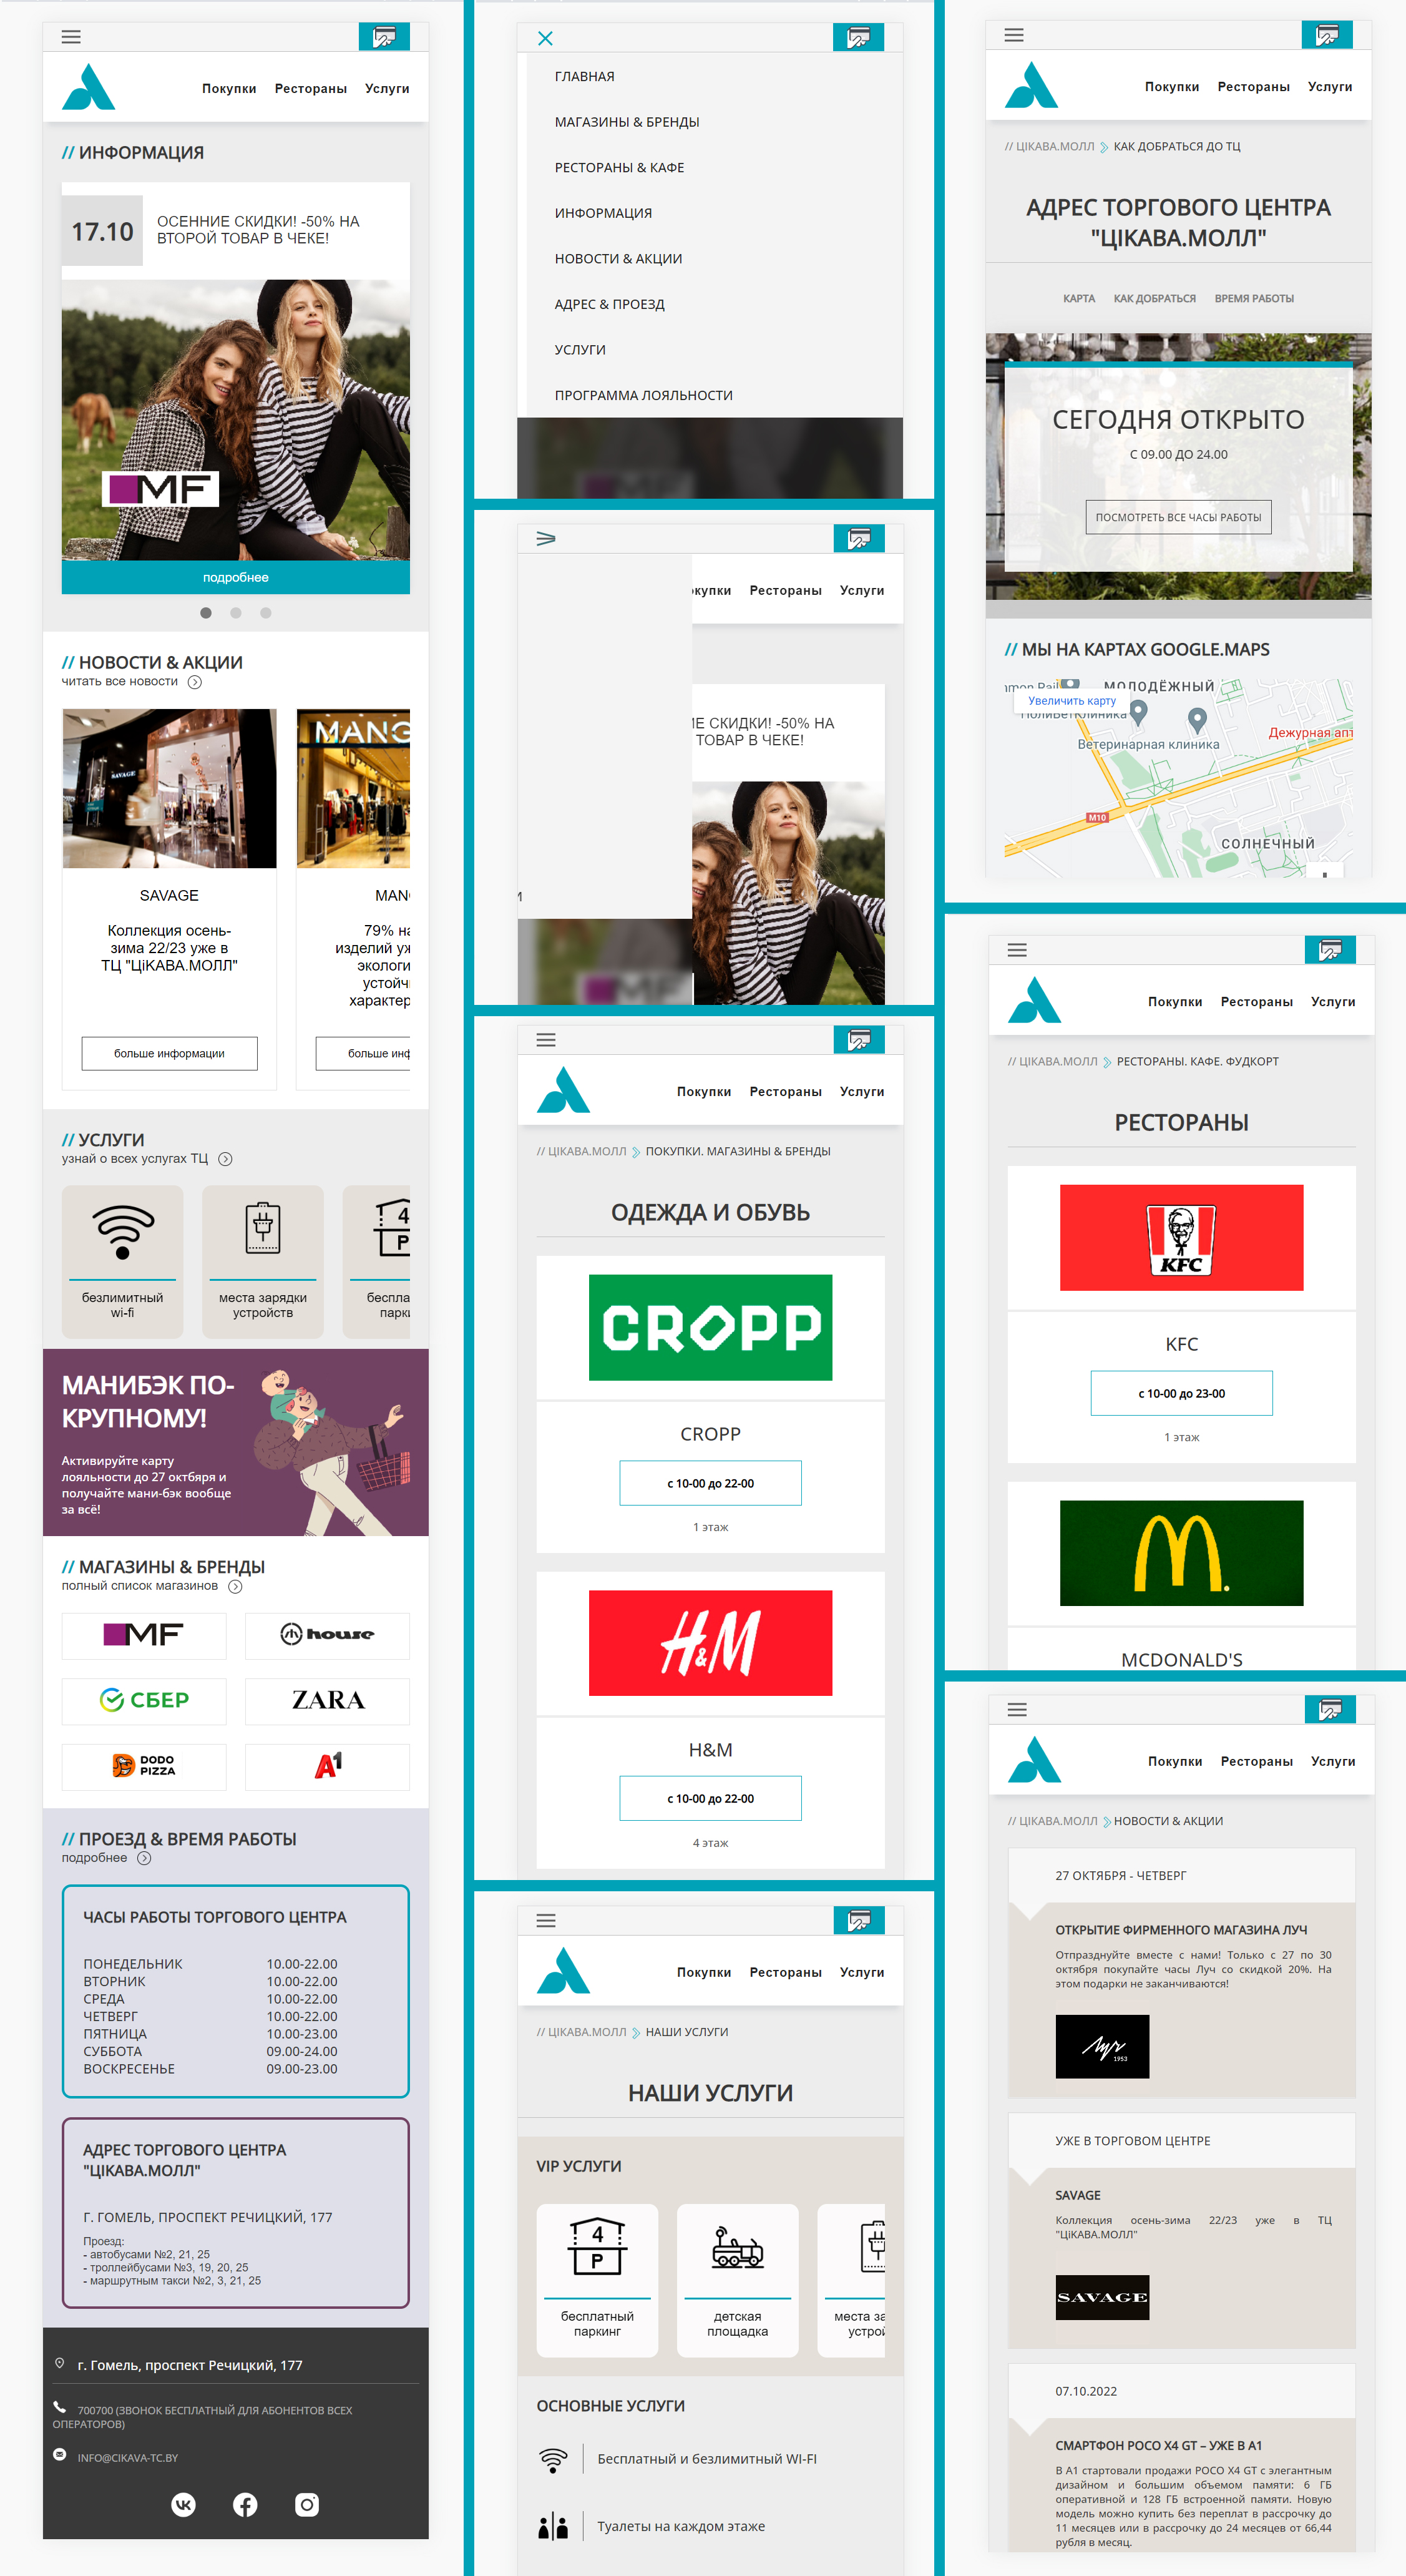 Покупки Рестораны Услуги
// ИНФОРМАЦИЯ
17.10
ОСЕННИЕ СКИДКИ! -50% НА
ВТОРОЙ ТОВАР В ЧЕКЕ!
MF
подробнее
// НОВОСТИ & АКЦИИ
читать все новости
SAVAGE
MANG
SAVAGE
Коллекция осень-
зима 22/23 уже в
ТЦ "ЦіКАВА.МОЛЛ"
больше информации
MAN
79% на
изделий уж
экологи
устойч
характер
больше инф
// УСЛУГИ
узнай о всех услугах ТЦ
безлимитный
wi-fi
места зарядки
устройств
4
P
беспла
парк
МАНИБЭК ПО-
КРУПНОМУ!
Активируйте карту
лояльности до 27 октбяря и
получайте мани-бэк вообще
за всё!
// МАГАЗИНЫ & БРЕНДЫ
полный список магазинов
MF
house
СБЕР
ZARA
DODO
PIZZA
A1
// ПРОЕЗД & ВРЕМЯ РАБОТЫ
подробнее
ЧАСЫ РАБОТЫ ТОРГОВОГО ЦЕНТРА
ПОНЕДЕЛЬНИК 10.00-22.00
ВТОРНИК 10.00-22.00
СРЕДА 10.00-22.00
ЧЕТВЕРГ 10.00-22.00
ПЯТНИЦА 10.00-23.00
СУББОТА 09.00-24.00
ВОСКРЕСЕНЬЕ 09.00-23.00
АДРЕС ТОРГОВОГО ЦЕНТРА
"ЦІКАВА.МОЛЛ"
Г. ГОМЕЛЬ, ПРОСПЕКТ РЕЧИЦКИЙ, 177
Проезд:
- автобусами №2, 21, 25
- троллейбусами №3, 19, 20, 25
- маршрутным такси №2, 3, 21, 25
г. Гомель, проспект Речицкий, 177
700700 (ЗВОНОК БЕСПЛАТНЫЙ ДЛЯ АБОНЕНТОВ ВСЕХ
ОПЕРАТОРОВ)
INFO@CIKAVA-TC.BY
ГЛАВНАЯ
МАГАЗИНЫ & БРЕНДЫ
РЕСТОРАНЫ & КАФЕ
ИНФОРМАЦИЯ
НОВОСТИ & АКЦИИ
АДРЕС & ПРОЕЗД
УСЛУГИ
ПРОГРАММА ЛОЯЛЬНОСТИ
окупки Рестораны Услуги
ИЕ СКИДКИ! -50% НА
ТОВАР В ЧЕКЕ!
И
Покупки Рестораны Услуги
// ЦІКАВА.МОЛЛ ПОКУПКИ. МАГАЗИНЫ & БРЕНДЫ
ОДЕЖДА И ОБУВЬ
CROPP
CROPP
с 10-00 до 22-00
1 этаж
H&M
H&M
с 10-00 до 22-00
4 этаж
Покупки Рестораны Услуги
// ЦІКАВА.МОЛЛ НАШИ УСЛУГИ
НАШИ УСЛУГИ
VIP УСЛУГИ
4
P
бесплатный
паркинг
детская
площадка
места за
устрой
ОСНОВНЫЕ УСЛУГИ
Бесплатный и безлимитный WI-FI
Туалеты на каждом этаже
Покупки Рестораны Услуги
// ЦІКАВА.МОЛЛ КАК ДОБРАТЬСЯ ДО ТЦ
АДРЕС ТОРГОВОГО ЦЕНТРА
"ЦІКАВА.МОЛЛ"
КАРТА КАК ДОБРАТЬСЯ ВРЕМЯ РАБОТЫ
СЕГОДНЯ ОТКРЫТО
С 09.00 ДО 24.00
ПОСМОТРЕТЬ ВСЕ ЧАСЫ РАБОТЫ
// МЫ НА КАРТАХ GOOGLE.MAPS
mmon Rail МОЛОДЁЖНЫЙ
Увеличить карту
Поливетклиника
Ветеринарная клиника
Дежурная апт
M10
СОЛНЕЧНЫЙ
Покупки Рестораны Услуги
// ЦІКАВА.МОЛЛ РЕСТОРАНЫ. КАФЕ. ФУДКОРТ
РЕСТОРАНЫ
KFC
KFC
с 10-00 до 23-00
1 этаж
MCDONALD'S
Покупки Рестораны Услуги
// ЦІКАВА.МОЛЛ НОВОСТИ & АКЦИИ
27 ОКТЯБРЯ - ЧЕТВЕРГ
ОТКРЫТИЕ ФИРМЕННОГО МАГАЗИНА ЛУЧ
Отпразднуйте вместе с нами! Только с 27 по 30
октября покупайте часы Луч со скидкой 20%. На
этом подарки не заканчиваются!
Луч
1953
УЖЕ В ТОРГОВОМ ЦЕНТРЕ
SAVAGE
Коллекция осень-зима 22/23 уже в ТЦ
"ЦіКАВА.МОЛЛ"
SAVAGE
07.10.2022
СМАРТФОН POCO X4 GT – УЖЕ В А1
В А1 стартовали продажи POCO X4 GT с элегантным
дизайном и большим объемом памяти: 6 ГБ
оперативной и 128 ГБ встроенной памяти. Новую
модель можно купить без переплат в рассрочку до
11 месяцев или в рассрочку до 24 месяцев от 66,44
рубля в месяц.